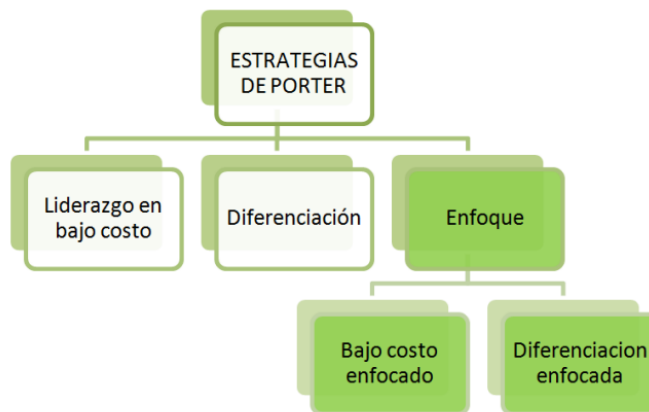 ESTRATEGIAS
DE PORTER
Liderazgo en
bajo costo
Diferenciación
Enfoque
Bajo costo
enfocado
Diferenciacion
enfocada